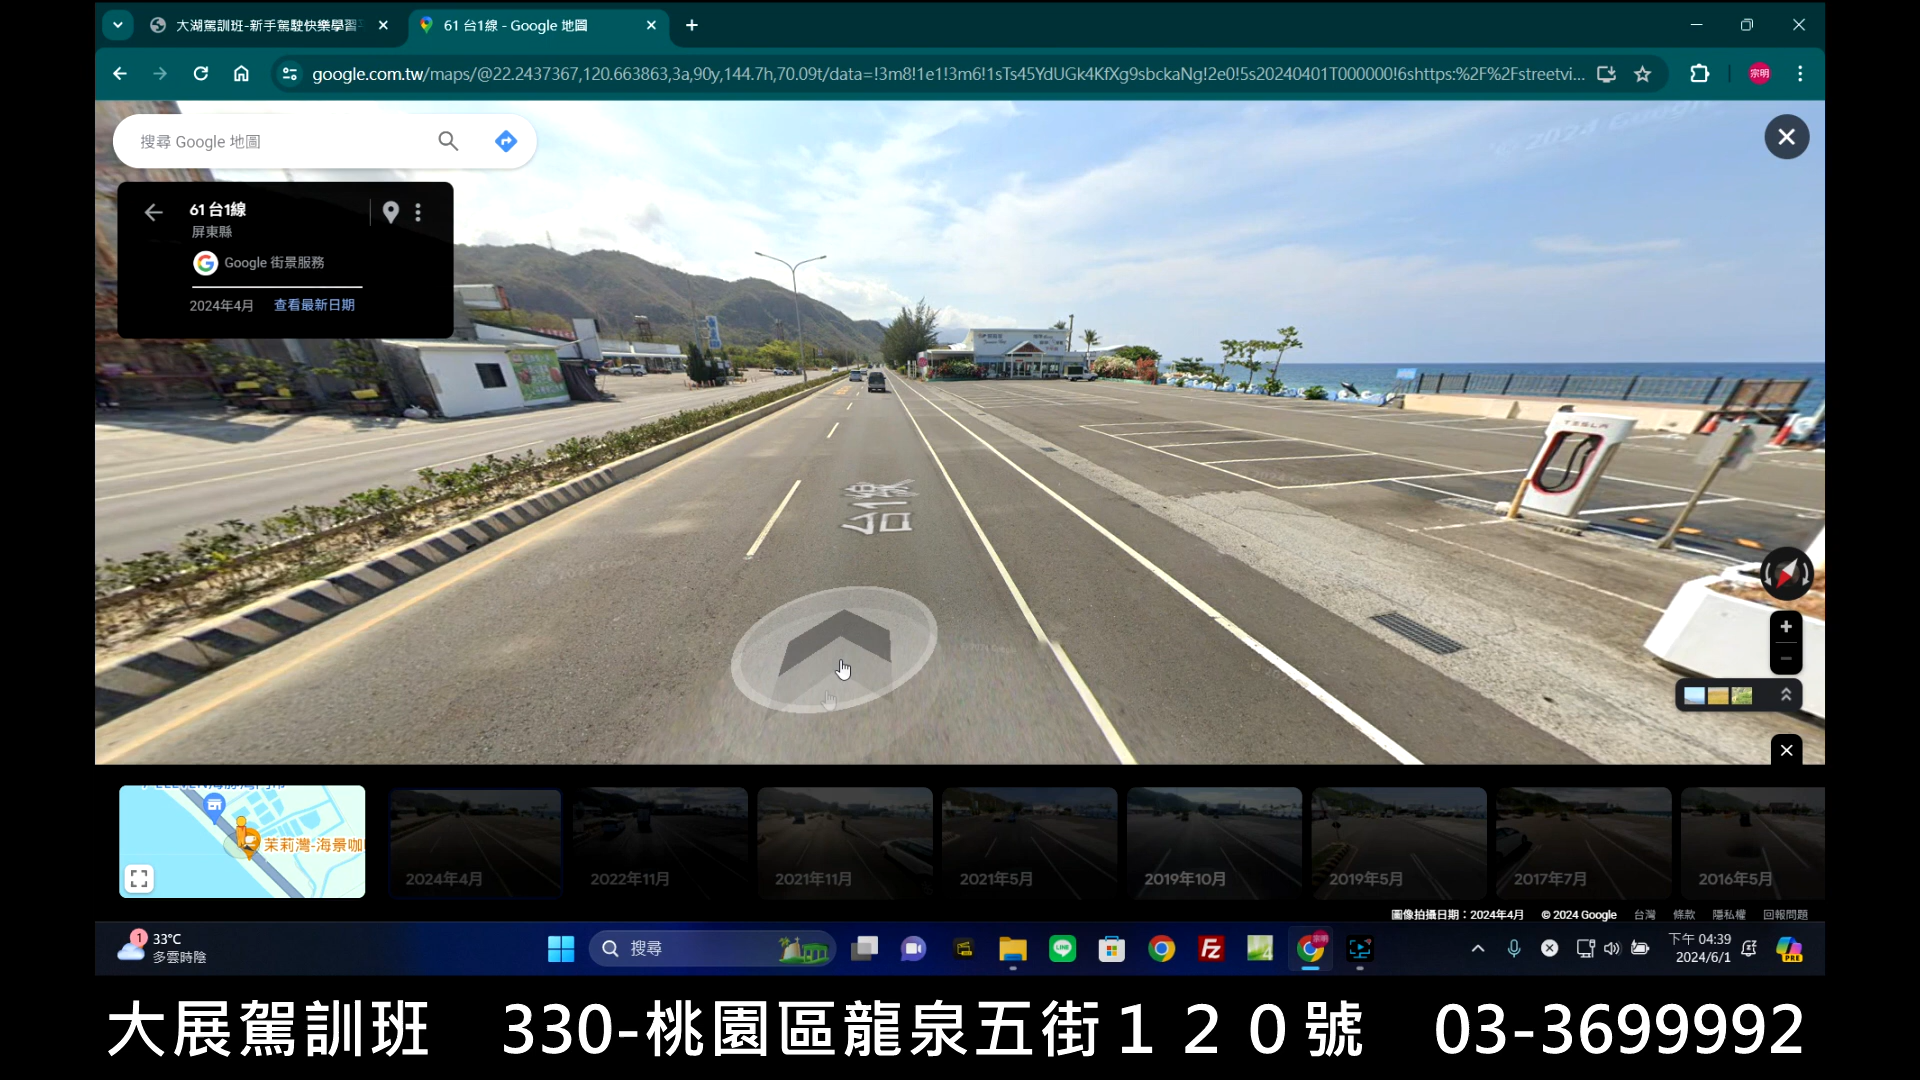 大湖駕訓班-新手駕駛快樂學習
61 台1線 - Google 地圖
google.com.tw/maps/@22.2437367,120.663863,3a,90y,144.7h,70.09t/data=!3m8!1e1!3m6!1sTs45YdUGk4KfXg9sbckaNg!2e0!5s20240401T000000!6shttps:%2F%2Fstreetvi...
宗明
搜尋 Google 地圖
61 台1線
屏東縣
Google 街景服務
2024年4月 查看最新日期
TESLA
台1線
茉莉灣-海景咖
2024年4月
2022年11月
2021年11月
2021年5月
2019年10月
2019年5月
2017年7月
2016年5月
圖像拍攝日期：2024年4月 © 2024 Google 台灣 條款 隱私權 回報問題
1
33°C
多雲時陰
搜尋
LINE
宗明
下午 04:39
2024/6/1
PRE
大展駕訓班 330-桃園區龍泉五街１２０號 03-3699992